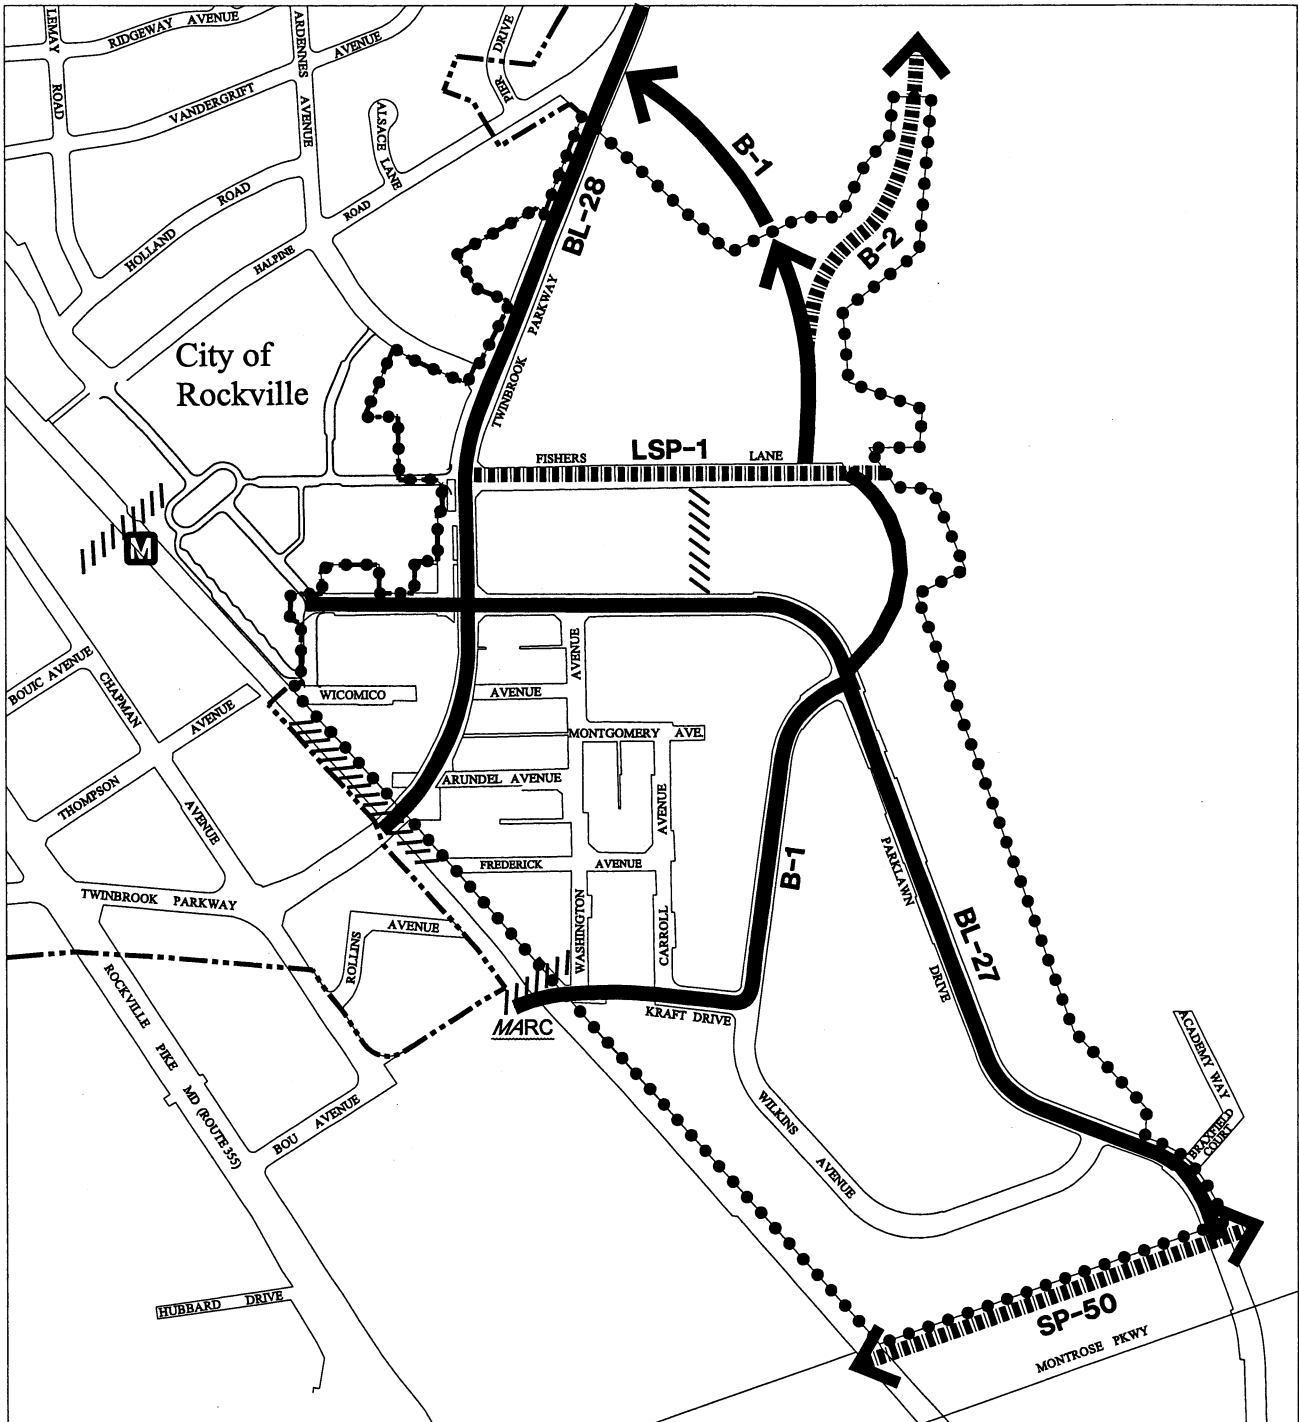 LEMAY
ROAD
RIDGEWAY AVENUE
ARDENNES
AVENUE
AVENUE
PIER
DRIVE
VANDERGRIFT
ALSACE LANE
HOLLAND ROAD
HALPINE
ROAD
BL-28
B-1
B-2
TWINBROOK PARKWAY
City of
Rockville
FISHERS
LSP-1
LANE
M
BOUIC AVENUE
CHAPMAN
AVENUE
AVENUE
THOMPSON
WICOMICO
AVENUE
AVENUE
MONTGOMERY AVE.
ARUNDEL AVENUE
AVENUE
FREDERICK
AVENUE
WASHINGTON
CARROLL
B-1
PARKLAWN
DRIVE
BL-27
TWINBROOK PARKWAY
ROLLINS
AVENUE
ROCKVILLE PIKE MD (ROUTE 355)
MARC
KRAFT DRIVE
ACADEMY WAY
BRAXFIELD
COURT
WILKINS
AVENUE
BOU AVENUE
HUBBARD DRIVE
SP-50
MONTROSE PKWY